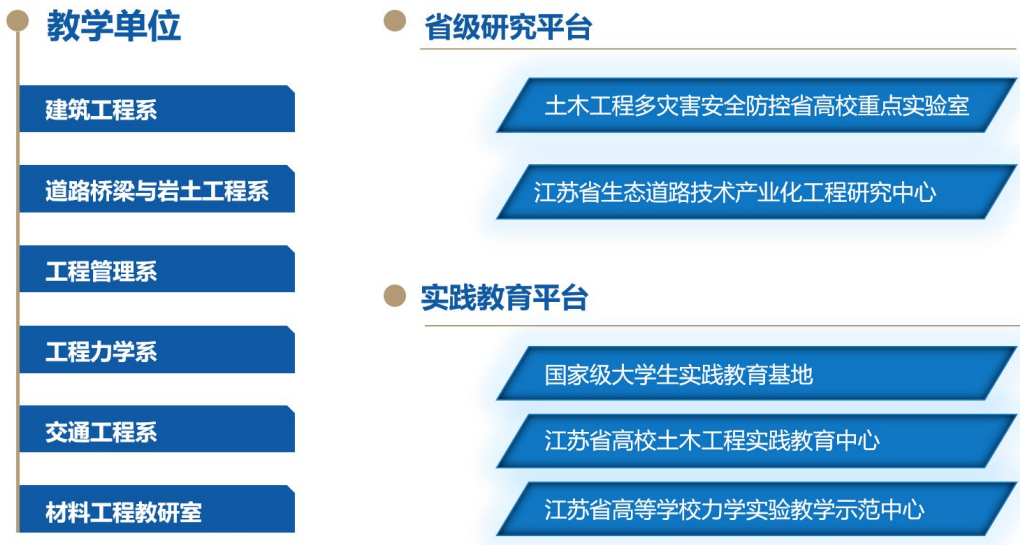 教学单位
建筑工程系
道路桥梁与岩土工程系
工程管理系
工程力学系
交通工程系
材料工程教研室
省级研究平台
土木工程多灾害安全防控省高校重点实验室
江苏省生态道路技术产业化工程研究中心
实践教育平台
国家级大学生实践教育基地
江苏省高校土木工程实践教育中心
江苏省高等学校力学实验教学示范中心